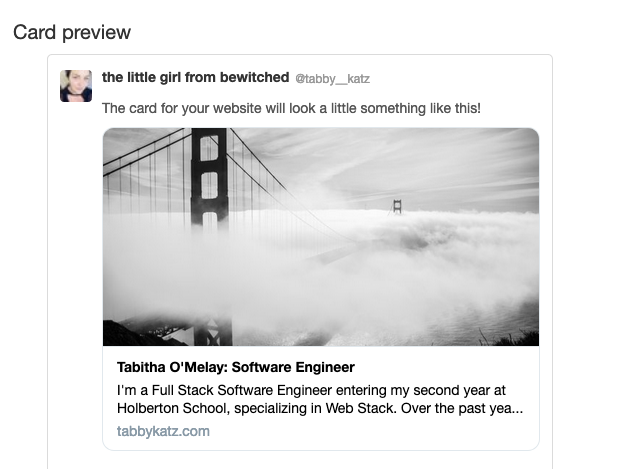 Card preview
the little girl from bewitched @tabby__katz
The card for your website will look a little something like this!
Tabitha O'Melay: Software Engineer
I'm a Full Stack Software Engineer entering my second year at
Holberton School, specializing in Web Stack. Over the past yea...
tabbykatz.com